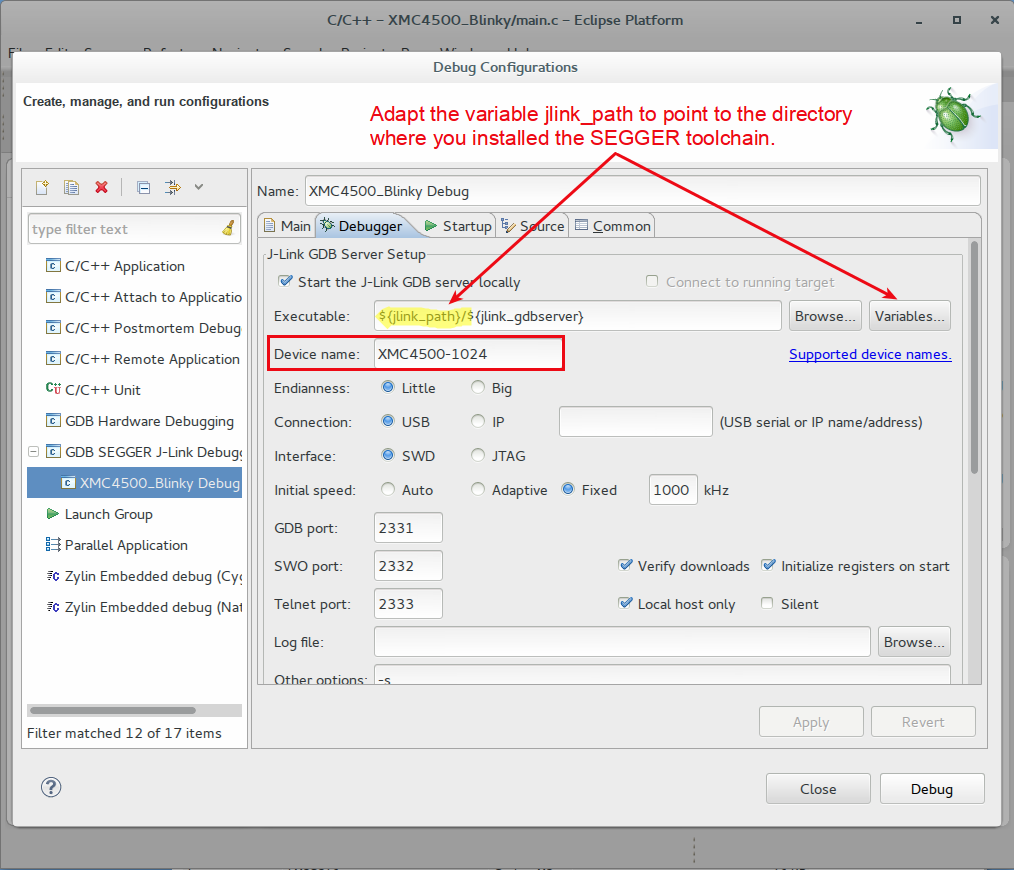 C/C++ – XMC4500_Blinky/main.c – Eclipse Platform
Debug Configurations
Create, manage, and run configurations
Adapt the variable jlink_path to point to the directory
where you installed the SEGGER toolchain.
type filter text
C/C++ Application
C/C++ Attach to Applicatio
C/C++ Postmortem Debug
C/C++ Remote Application
C/C++ Unit
GDB Hardware Debugging
GDB SEGGER J-Link Debugg
XMC4500_Blinky Debug
Launch Group
Parallel Application
Zylin Embedded debug (Cyg
Zylin Embedded debug (Nat
Filter matched 12 of 17 items
Name: XMC4500_Blinky Debug
Main Debugger Startup Source Common
J-Link GDB Server Setup
Start the J-Link GDB server locally Connect to running target
Executable: ${jlink_path}/${jlink_gdbserver} Browse... Variables...
Device name: XMC4500-1024 Supported device names.
Endianness: Little Big
Connection: USB IP (USB serial or IP name/address)
Interface: SWD JTAG
Initial speed: Auto Adaptive Fixed 1000 kHz
GDB port: 2331
SWO port: 2332 Verify downloads Initialize registers on start
Telnet port: 2333 Local host only Silent
Log file: Browse...
Other options: -s
Apply Revert
? Close Debug